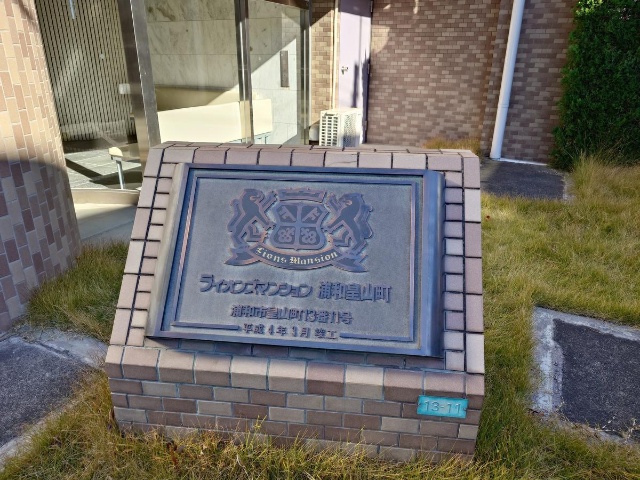 Lions Mansion
ライオンズマンション 浦和皇山町
浦和市皇山町13番11号
平成4年3月 竣工
13-11